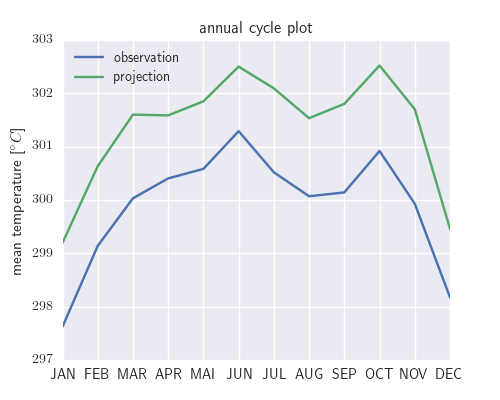 annual cycle plot
observation
projection
mean temperature [°C]
303
302
301
300
299
298
297
JAN FEB MAR APR MAI JUN JUL AUG SEP OCT NOV DEC